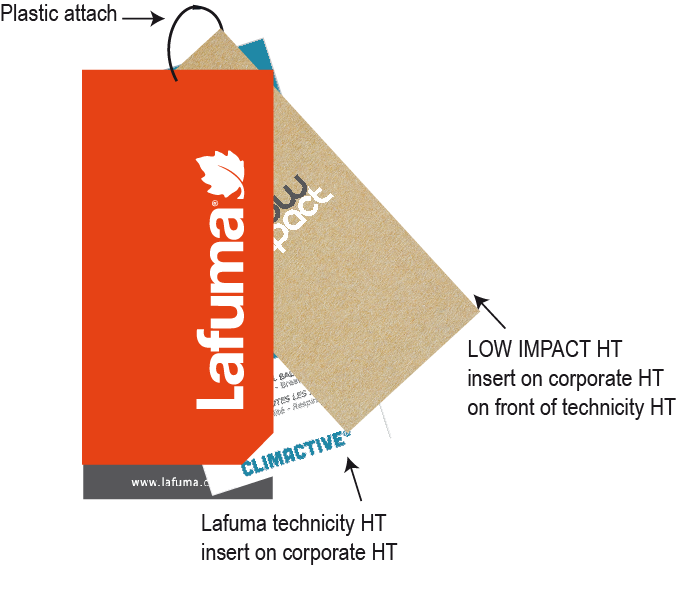 Plastic attach
Lafuma®
www.lafuma.c
LOW IMPACT HT
insert on corporate HT
on front of technicity HT
CLIMACTIVE®
Lafuma technicity HT
insert on corporate HT